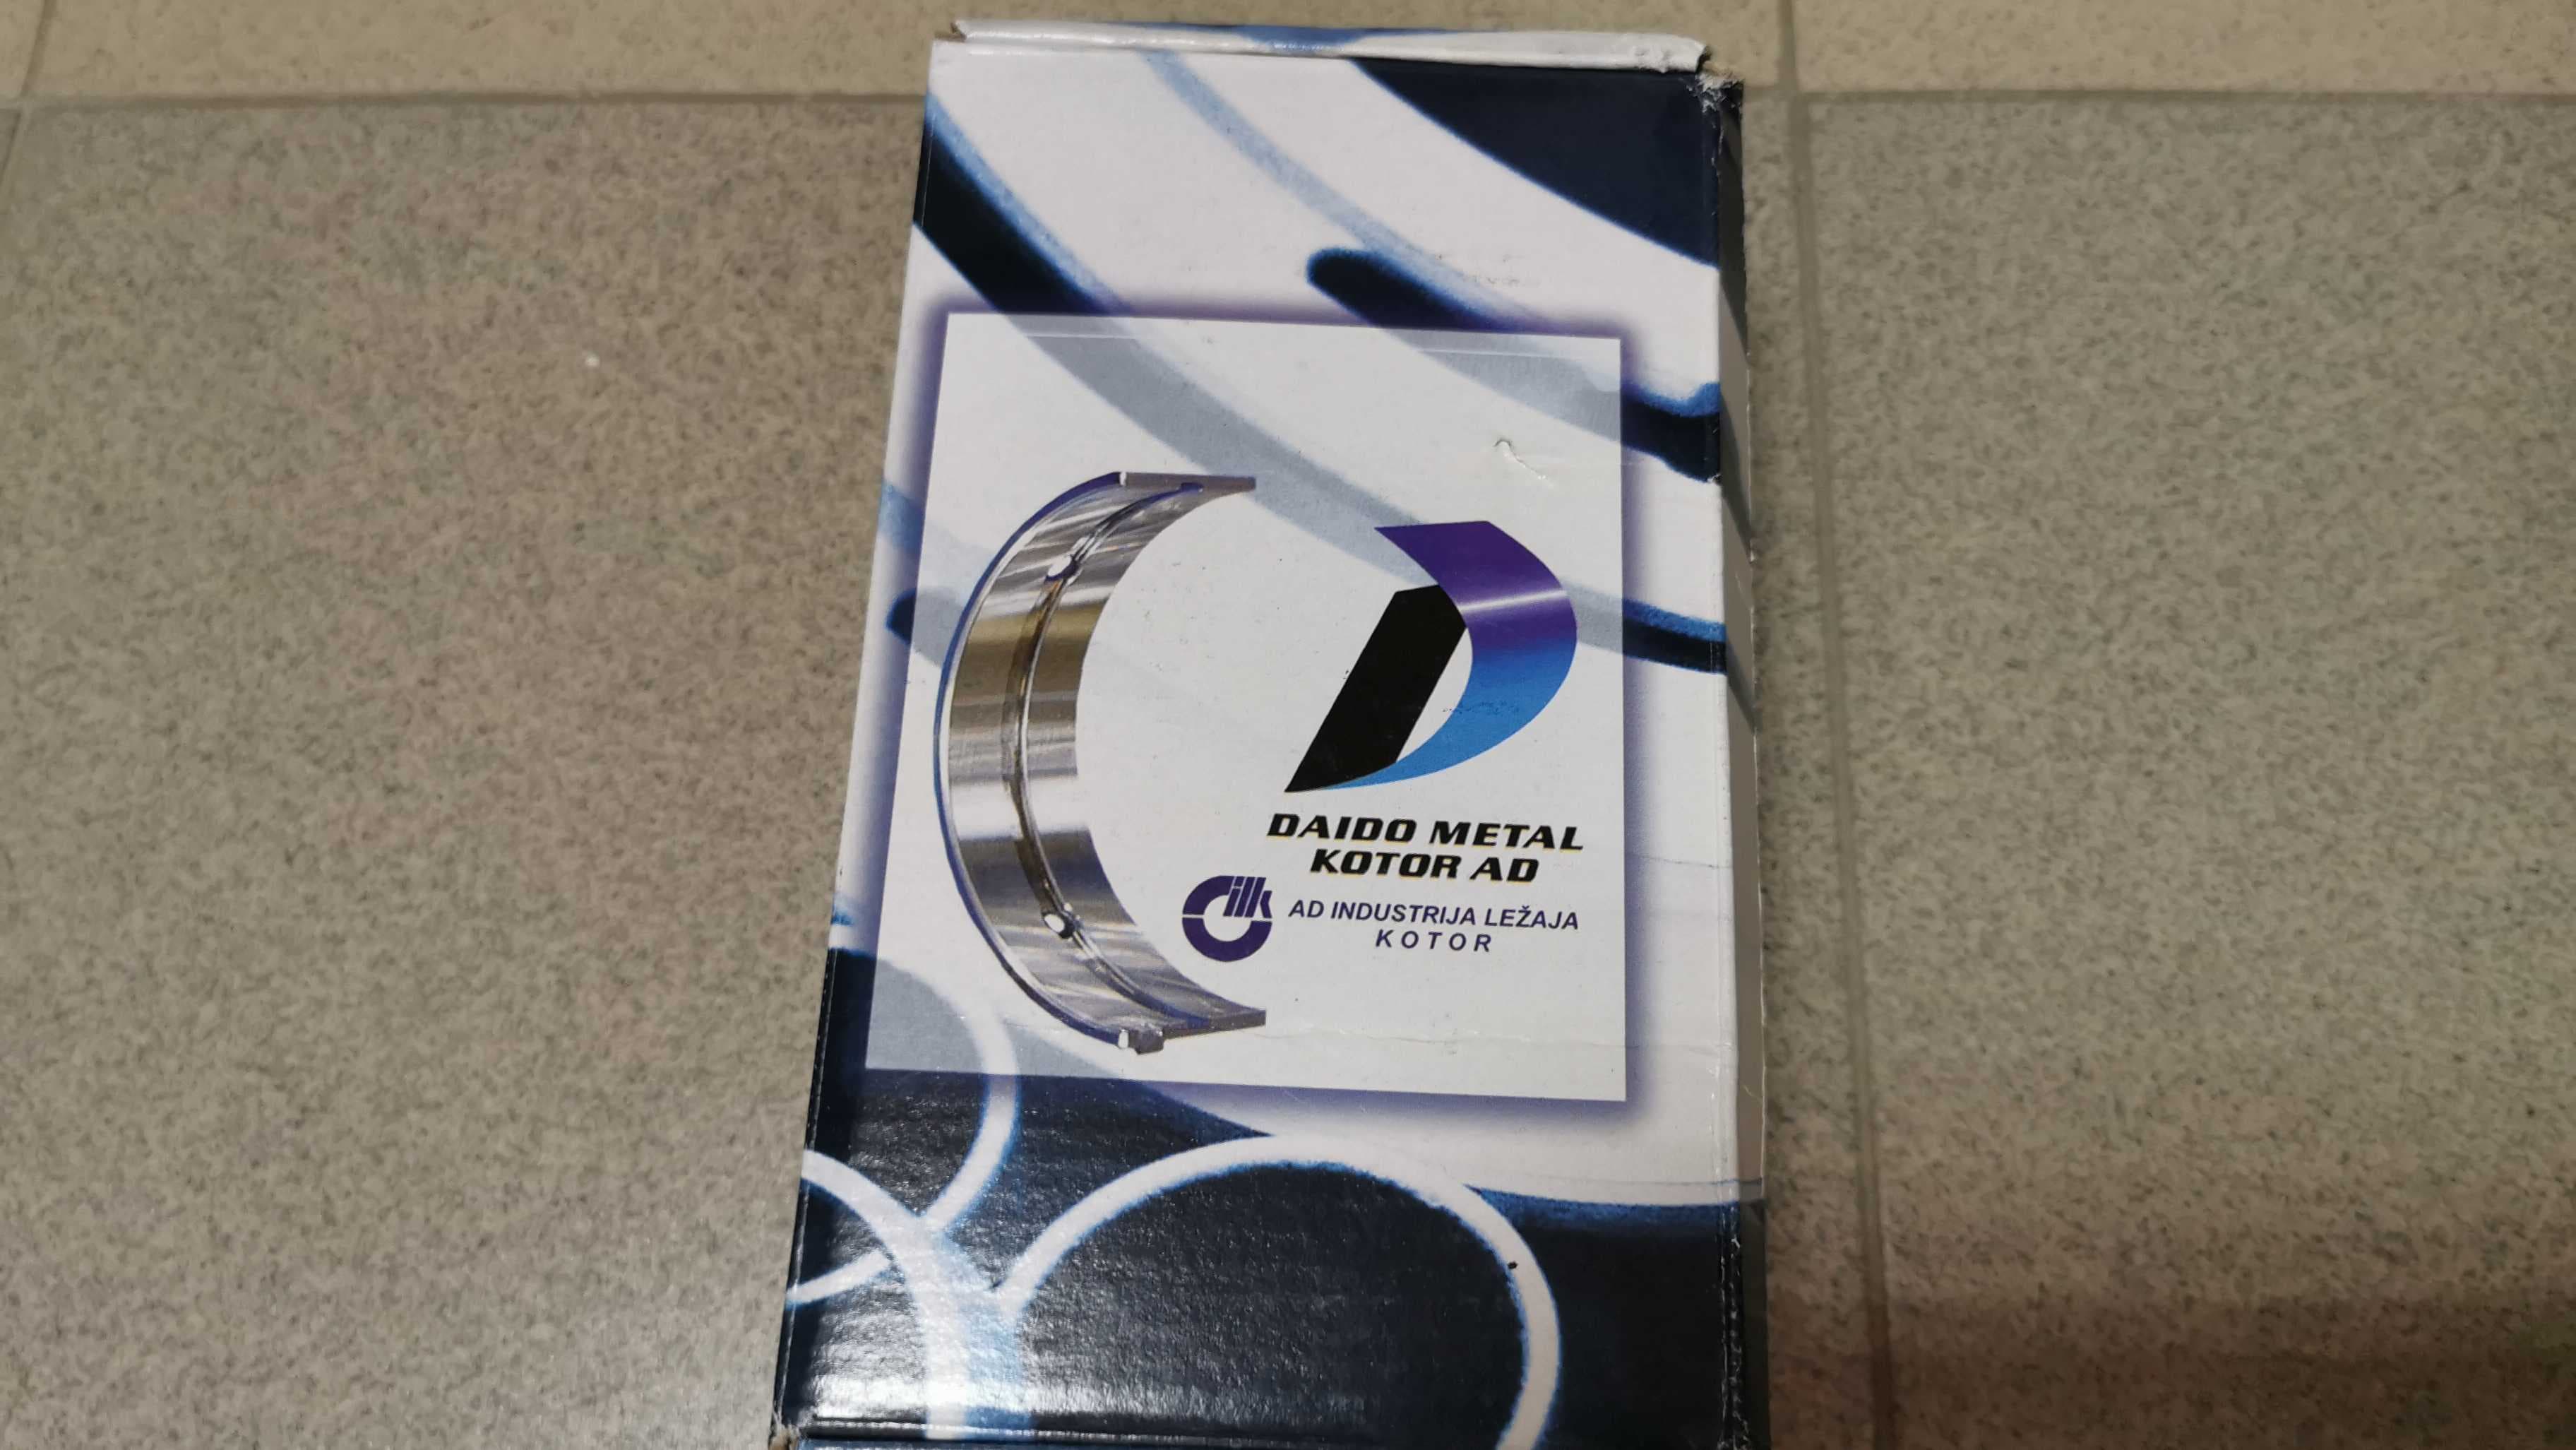 DAIDO METAL
KOTOR AD
ilk
AD INDUSTRIJA LEŽAJA
KOTOR